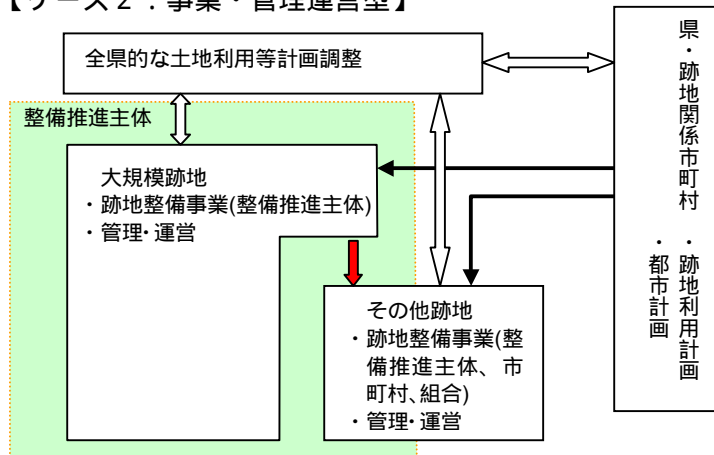 【ケース２：事業・管理運営型】
全県的な土地利用等計画調整
整備推進主体
大規模跡地
・跡地整備事業(整備推進主体)
・管理・運営
その他跡地
・跡地整備事業(整
備推進主体、市
町村、組合)
・管理・運営
県・跡地関係市町村
・跡地利用計画
・都市計画